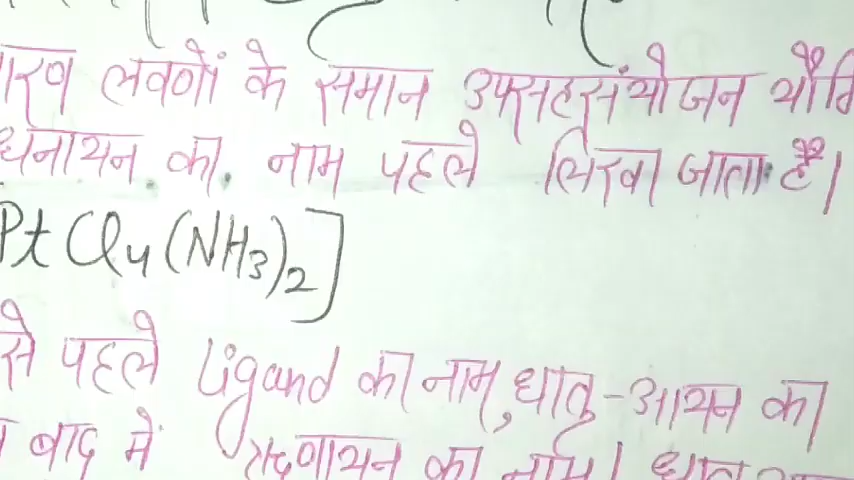 लवणों के समान उपसहसंयोजन
धनायन का नाम पहले लिखा जाता है।
PtCl4(NH3)2]
से पहले Ligand का नाम, धातु-आयन का
बाद में ऋणायन का नाम। धातु